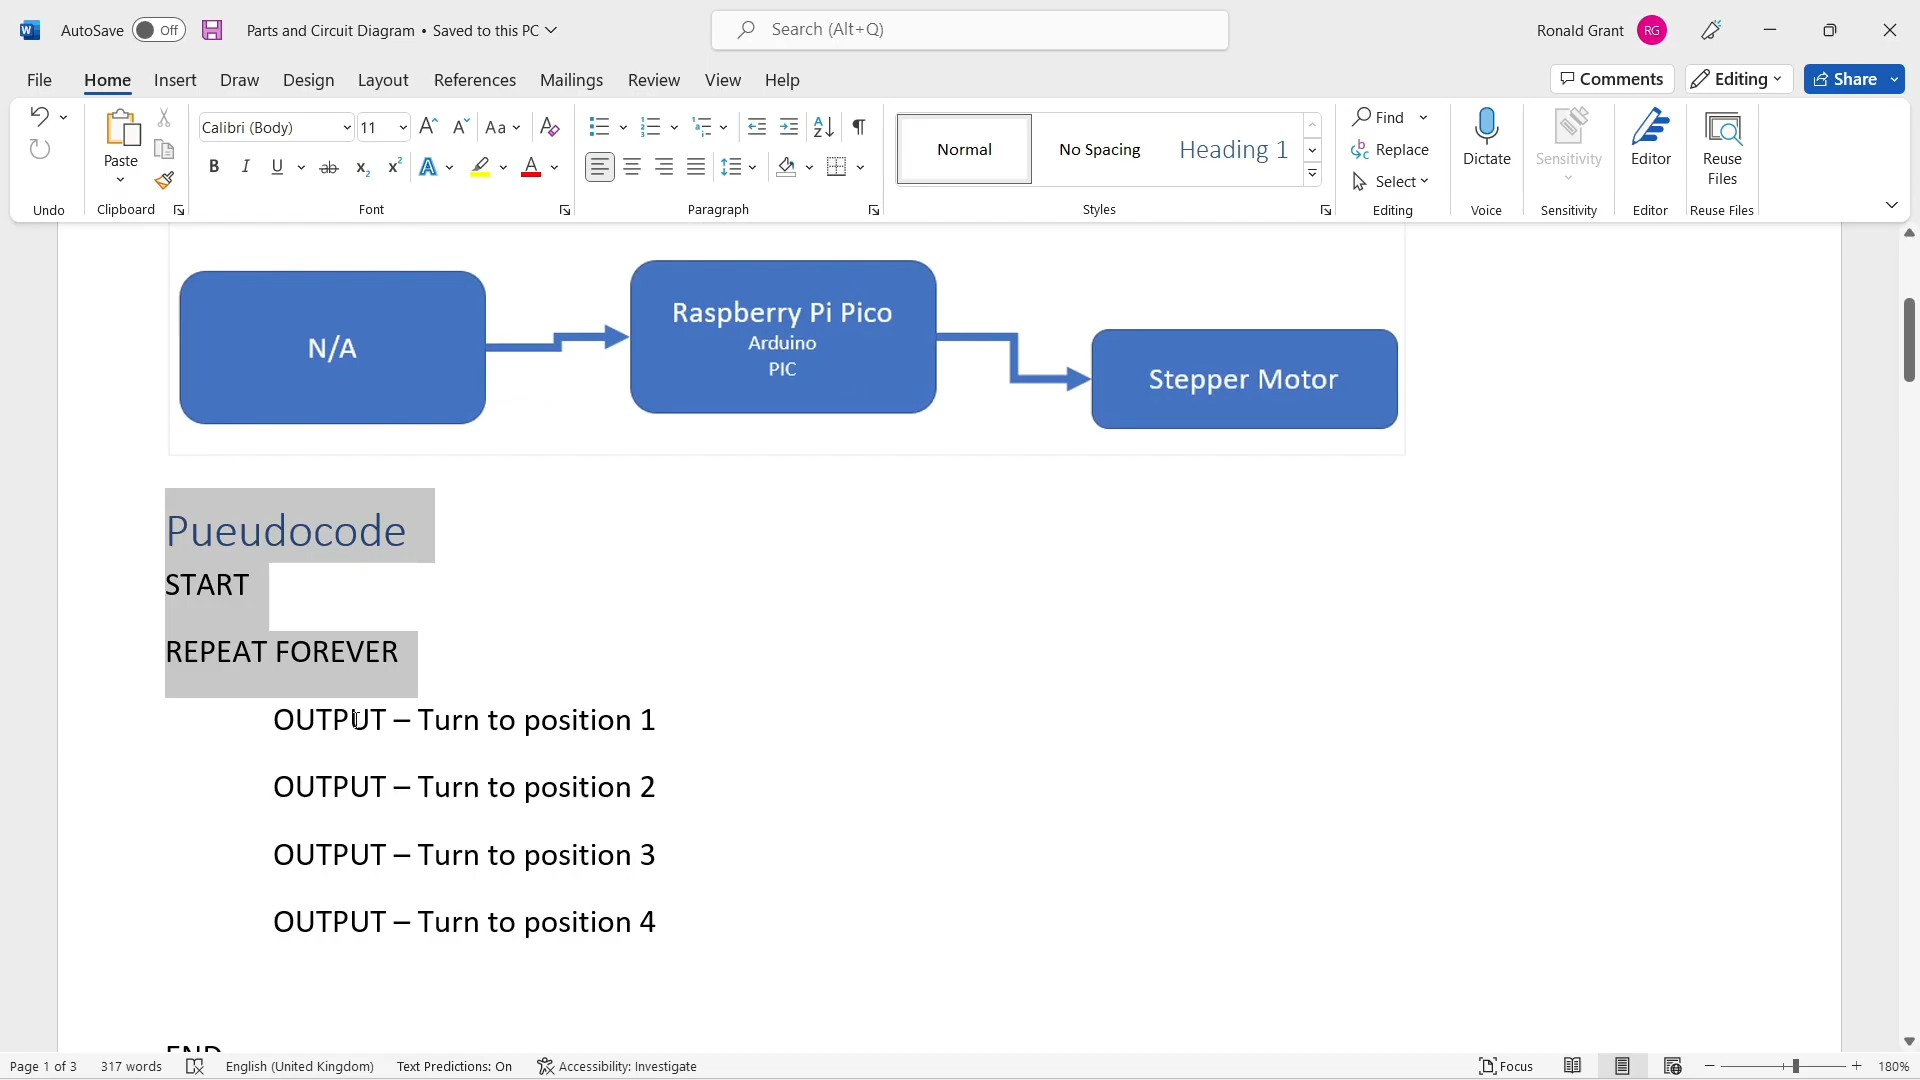 AutoSave Off Parts and Circuit Diagram • Saved to this PC Search (Alt+Q) Ronald Grant RG
File Home Insert Draw Design Layout References Mailings Review View Help Comments Editing Share
Calibri (Body) 11 Aa
Paste
B I U ab x₂ x² A A
Normal No Spacing Heading 1
Find
Replace
Select
Dictate
Sensitivity
Editor
Reuse
Files
Undo Clipboard Font Paragraph Styles Editing Voice Sensitivity Editor Reuse Files
N/A
Raspberry Pi Pico
Arduino
PIC
Stepper Motor
Pueudocode
START
REPEAT FOREVER
OUTPUT – Turn to position 1
OUTPUT – Turn to position 2
OUTPUT – Turn to position 3
OUTPUT – Turn to position 4
END
Page 1 of 3 317 words English (United Kingdom) Text Predictions: On Accessibility: Investigate Focus 180%